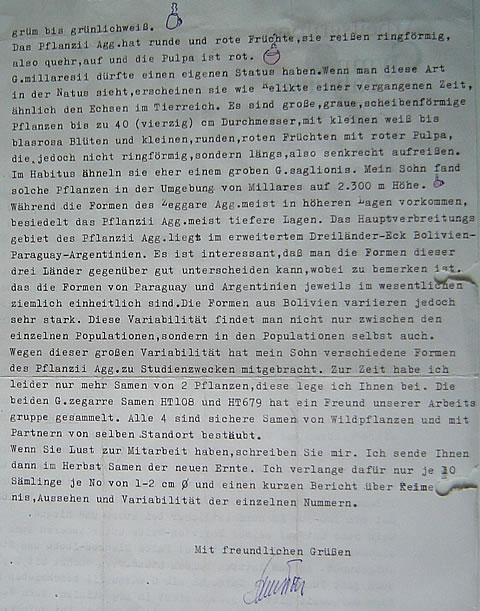 grüm bis grünlichweiß.
Das Pflanzii Agg.hat runde und rote Früchte,sie reißen ringförmig,
also quehr,auf und die Pulpa ist rot.
G.millaresii dürfte einen eigenen Status haben.Wenn man diese Art
in der Natus sieht,erscheinen sie wie Relikte einer vergangenen Zeit,
ähnlich den Echsen im Tierreich. Es sind große,graue,scheibenförmige
Pflanzen bis zu 40 (vierzig) cm Durchmesser,mit kleinen weiß bis
blasrosa Blüten und kleinen,runden,roten Früchten mit roter Pulpa,
die jedoch nicht ringförmig,sondern längs,also senkrecht aufreißen.
Im Habitus ähneln sie eher einem groben G.saglionis. Mein Sohn fand
solche Pflanzen in der Umgebung von Millares auf 2.300 m Höhe.
Während die Formen des Zeggare Agg.meist in höheren Lagen vorkommen,
besiedelt das Pflanzii Agg.meist tiefere Lagen. Das Hauptverbreitungs
gebiet des Pflanzii Agg.liegt im erweitertem Dreiländer-Eck Bolivien-
Paraguay-Argentinien. Es ist interessant,daß man die Formen dieser
drei Länder gegenüber gut unterscheiden kann,wobei zu bemerken ist.
das die Formen von Paraguay und Argentinien jeweils im wesentlichen
ziemlich einheitlich sind.Die Formen aus Bolivien variieren jedoch
sehr stark. Diese Variabilität findet man nicht nur zwischen den
einzelnen Populationen,sondern in den Populationen selbst auch.
Wegen dieser großen Variabilität hat mein Sohn verschiedene Formen
des Pflanzii Agg.zu Studienzwecken mitgebracht. Zur Zeit habe ich
leider nur mehr Samen von 2 Pflanzen,diese lege ich Ihnen bei. Die
beiden G.zegarre Samen HT108 und HT679 hat ein Freund unserer Arbeits
gruppe gesammelt. Alle 4 sind sichere Samen von Wildpflanzen und mit
Partnern von selben Standort bestäubt.
Wenn Sie Lust zur Mitarbeit haben,schreiben Sie mir. Ich sende Ihnen
dann im Herbst Samen der neuen Ernte. Ich verlange dafür nur je 10
Sämlinge je No von 1-2 cm Ø und einen kurzen Bericht über
nis,Aussehen und Variabilität der einzelnen Nummern.
Mit freundlichen Grüßen